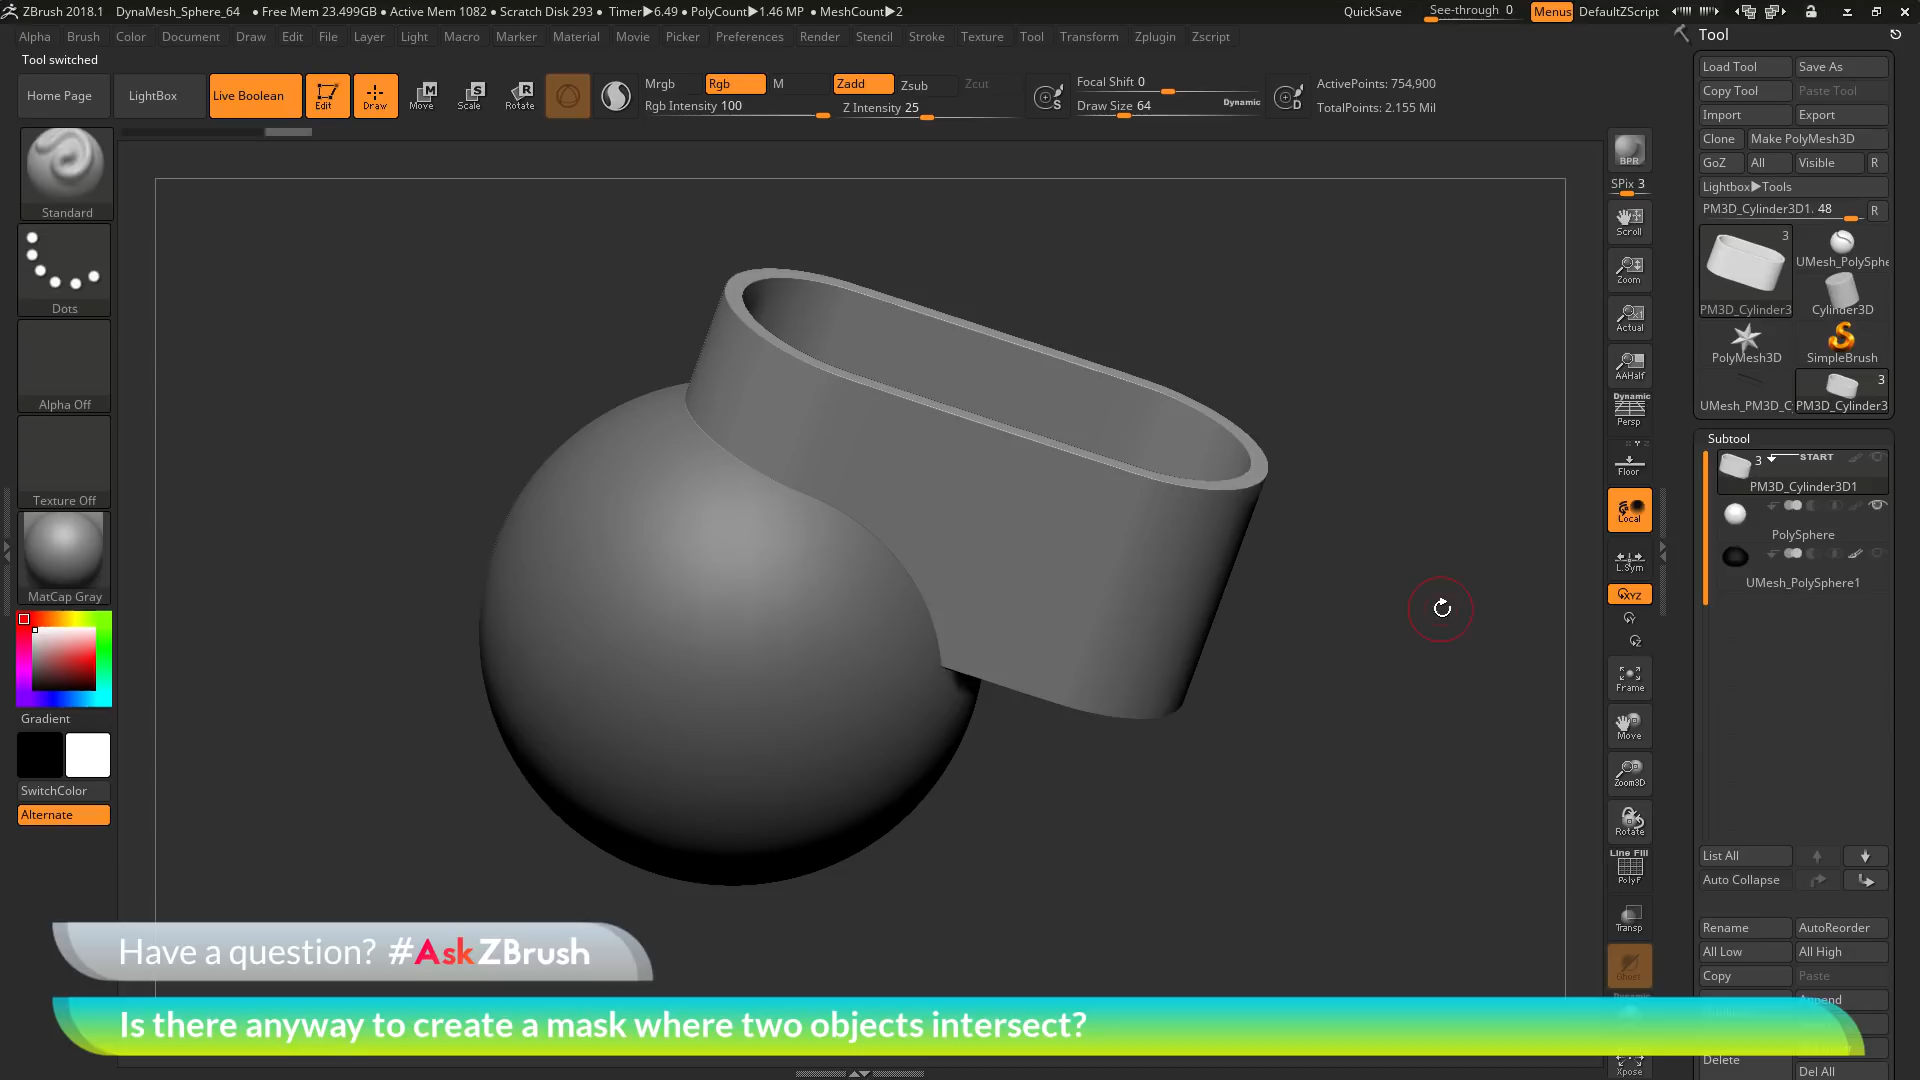 ZBrush 2018.1 DynaMesh_Sphere_64 • Free Mem 23.499GB • Active Mem 1082 • Scratch Disk 293 • Timer▶6.49 • PolyCount▶1.46 MP • MeshCount▶2 QuickSave See-through 0 Menus DefaultZScript
Alpha Brush Color Document Draw Edit File Layer Light Macro Marker Material Movie Picker Preferences Render Stencil Stroke Texture Tool Transform Zplugin Zscript
Tool switched
Home Page LightBox Live Boolean Edit Draw Move Scale Rotate
Mrgb Rgb M Zadd Zsub Zcut
Rgb Intensity 100 Z Intensity 25
S Focal Shift 0
Draw Size 64 Dynamic D
ActivePoints: 754,900
TotalPoints: 2.155 Mil
Standard
Dots
Alpha Off
Texture Off
MatCap Gray
Gradient
SwitchColor
Alternate
BPR
SPix 3
Scroll
Zoom
Actual
AAHalf
Dynamic
Persp
Floor
Local
L.Sym
XYZ
Y
Z
Frame
Move
Zoom3D
Rotate
Line Fill
PolyF
Transp
Ghost
Dynamic
Xpose
Tool
Load Tool Save As
Copy Tool Paste Tool
Import Export
Clone Make PolyMesh3D
GoZ All Visible R
Lightbox▶Tools
PM3D_Cylinder3D1. 48 R
3
PM3D_Cylinder3
UMesh_PolySphe
Cylinder3D
PolyMesh3D SimpleBrush
3
UMesh_PM3D_C PM3D_Cylinder3
Subtool
3 START
PM3D_Cylinder3D1
PolySphere
UMesh_PolySphere1
List All
Auto Collapse
Rename AutoReorder
All Low All High
Copy Paste
Append
Delete
Del All
Have a question? #AskZBrush
Is there anyway to create a mask where two objects intersect?